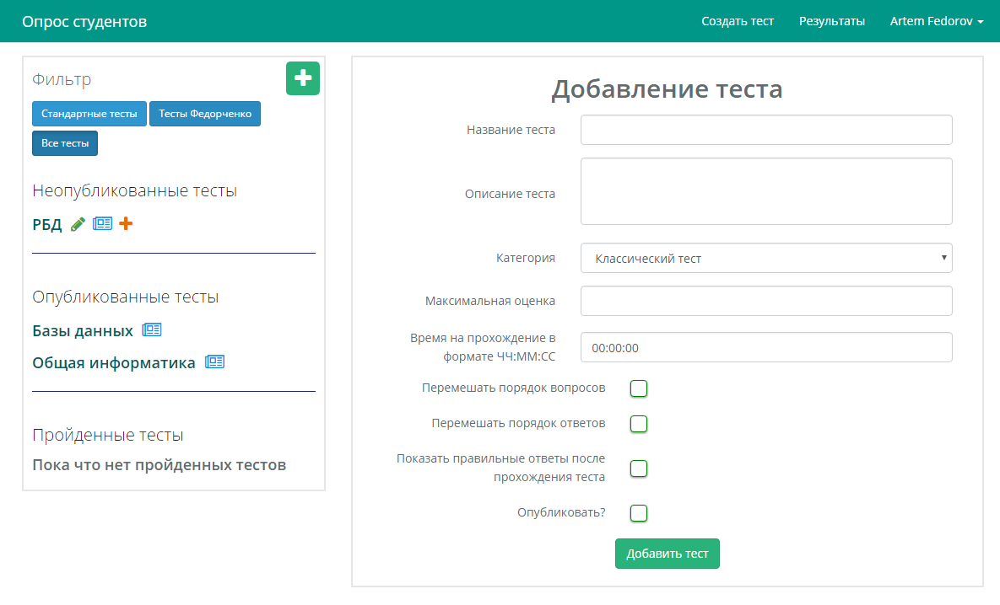 Опрос студентов
Создать тест
Результаты
Artem Fedorov
Фильтр
Стандартные тесты
Тесты Федорченко
Все тесты
Неопубликованные тесты
РБД
Опубликованные тесты
Базы данных
Общая информатика
Пройденные тесты
Пока что нет пройденных тестов
Добавление теста
Название теста
Описание теста
Категория
Классический тест
Максимальная оценка
Время на прохождение в
формате ЧЧ:ММ:СС
00:00:00
Перемешать порядок вопросов
Перемешать порядок ответов
Показать правильные ответы после
прохождения теста
Опубликовать?
Добавить тест